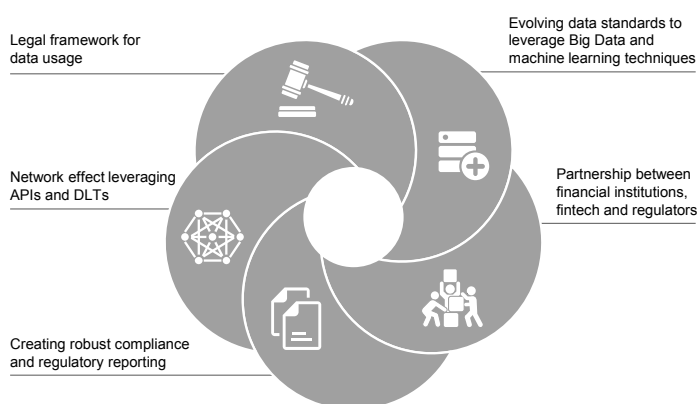 Legal framework for
data usage
Evolving data standards to
leverage Big Data and
machine learning techniques
Network effect leveraging
APIs and DLTs
Partnership between
financial institutions,
fintech and regulators
Creating robust compliance
and regulatory reporting